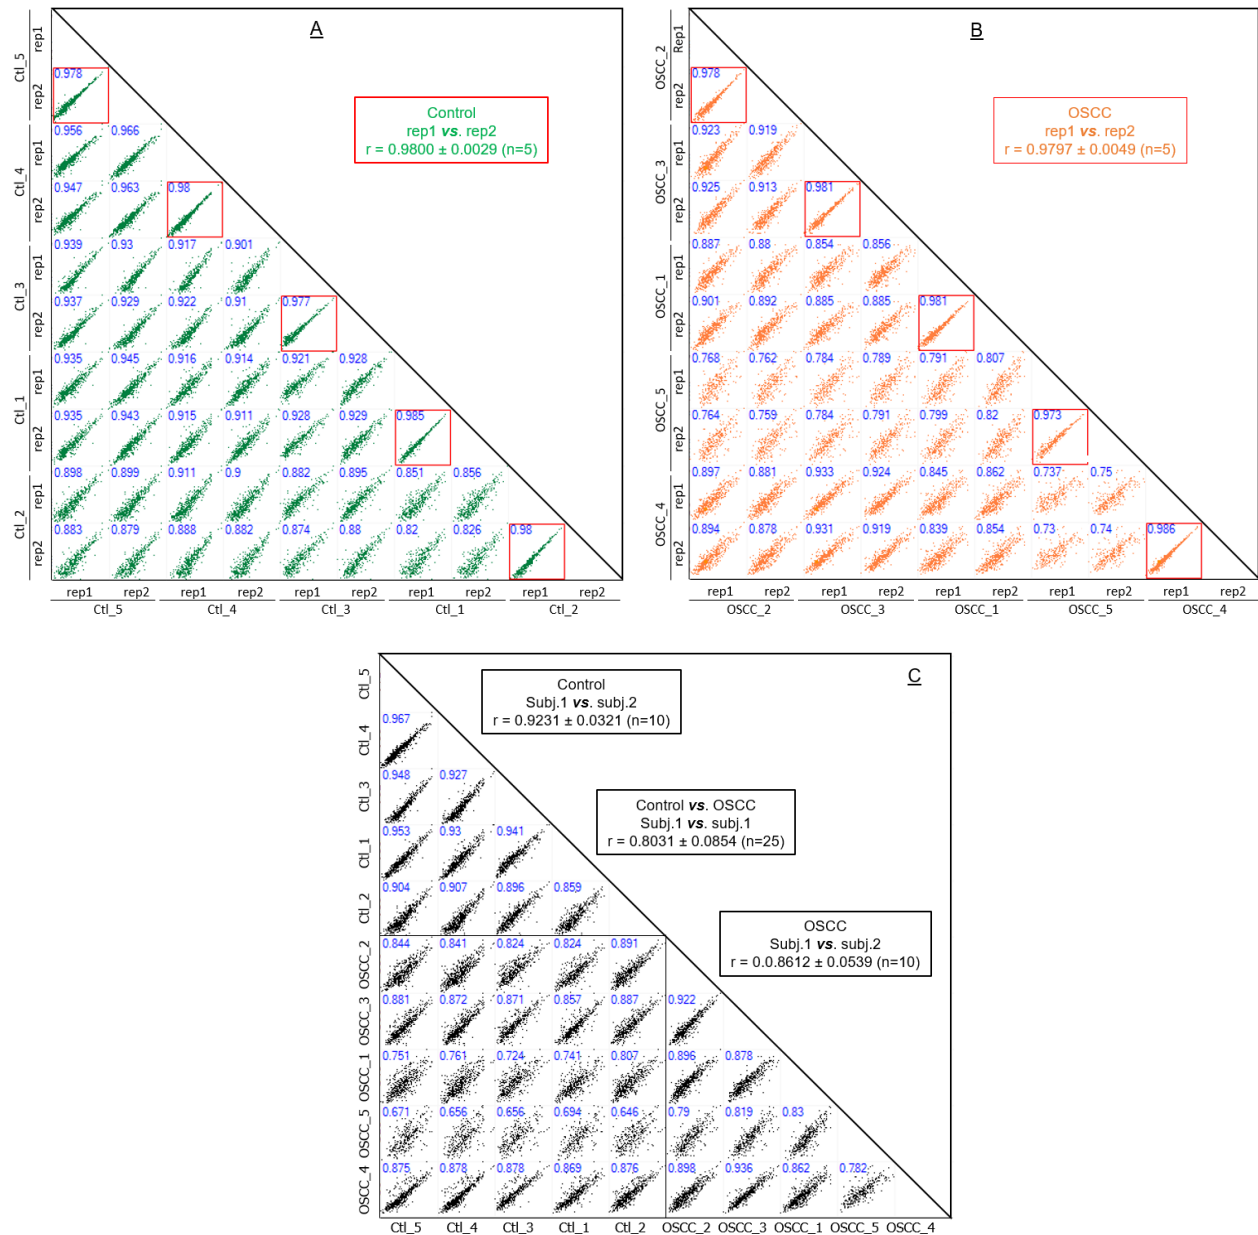 A
Control
rep1 vs. rep2
r = 0.9800 ± 0.0029 (n=5)
Ctl_5
rep1
rep2
0.978
Ctl_4
rep1
0.956 0.966
rep2
0.947 0.963 0.98
Ctl_3
rep1
0.939 0.93 0.917 0.901
rep2
0.937 0.929 0.922 0.91 0.977
Ctl_1
rep1
0.935 0.945 0.916 0.914 0.921 0.928
rep2
0.935 0.943 0.915 0.911 0.928 0.929 0.985
Ctl_2
rep1
0.898 0.899 0.911 0.9 0.882 0.895 0.851 0.856
rep2
0.883 0.879 0.888 0.882 0.874 0.88 0.82 0.826 0.98
rep1 rep2 rep1 rep2 rep1 rep2 rep1 rep2 rep1 rep2
Ctl_5 Ctl_4 Ctl_3 Ctl_1 Ctl_2
B
OSCC
rep1 vs. rep2
r = 0.9797 ± 0.0049 (n=5)
OSCC_2
Rep1
rep2
0.978
OSCC_3
rep1
0.923 0.919
rep2
0.925 0.913 0.981
OSCC_1
rep1
0.887 0.88 0.854 0.856
rep2
0.901 0.892 0.885 0.885 0.981
OSCC_5
rep1
0.768 0.762 0.784 0.789 0.791 0.807
rep2
0.764 0.759 0.784 0.791 0.799 0.82 0.973
OSCC_4
rep1
0.897 0.881 0.933 0.924 0.845 0.862 0.737 0.75
rep2
0.894 0.878 0.931 0.919 0.839 0.854 0.73 0.74 0.986
rep1 rep2 rep1 rep2 rep1 rep2 rep1 rep2 rep1 rep2
OSCC_2 OSCC_3 OSCC_1 OSCC_5 OSCC_4
C
Control
Subj.1 vs. subj.2
r = 0.9231 ± 0.0321 (n=10)
Control vs. OSCC
Subj.1 vs. subj.1
r = 0.8031 ± 0.0854 (n=25)
OSCC
Subj.1 vs. subj.2
r = 0.0.8612 ± 0.0539 (n=10)
Ctl_5
Ctl_4
0.967
Ctl_3
0.948 0.927
Ctl_1
0.953 0.93 0.941
Ctl_2
0.904 0.907 0.896 0.859
OSCC_2
0.844 0.841 0.824 0.824 0.891
OSCC_3
0.881 0.872 0.871 0.857 0.887 0.922
OSCC_1
0.751 0.761 0.724 0.741 0.807 0.896 0.878
OSCC_5
0.671 0.656 0.656 0.694 0.646 0.79 0.819 0.83
OSCC_4
0.875 0.878 0.878 0.869 0.876 0.898 0.936 0.862 0.782
Ctl_5 Ctl_4 Ctl_3 Ctl_1 Ctl_2 OSCC_2 OSCC_3 OSCC_1 OSCC_5 OSCC_4